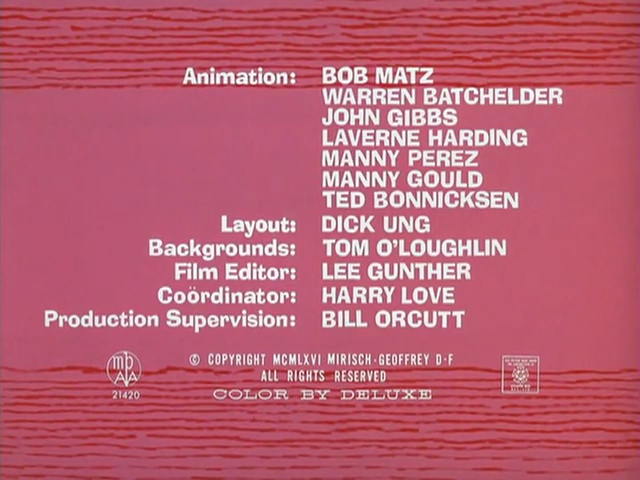 Animation: BOB MATZ
WARREN BATCHELDER
JOHN GIBBS
LAVERNE HARDING
MANNY PEREZ
MANNY GOULD
TED BONNICKSEN
Layout: DICK UNG
Backgrounds: TOM O'LOUGHLIN
Film Editor: LEE GUNTHER
Coördinator: HARRY LOVE
Production Supervision: BILL ORCUTT
© COPYRIGHT MCMLXVI MIRISCH-GEOFFREY D-F
ALL RIGHTS RESERVED
COLOR BY DELUXE
MPAA
21420